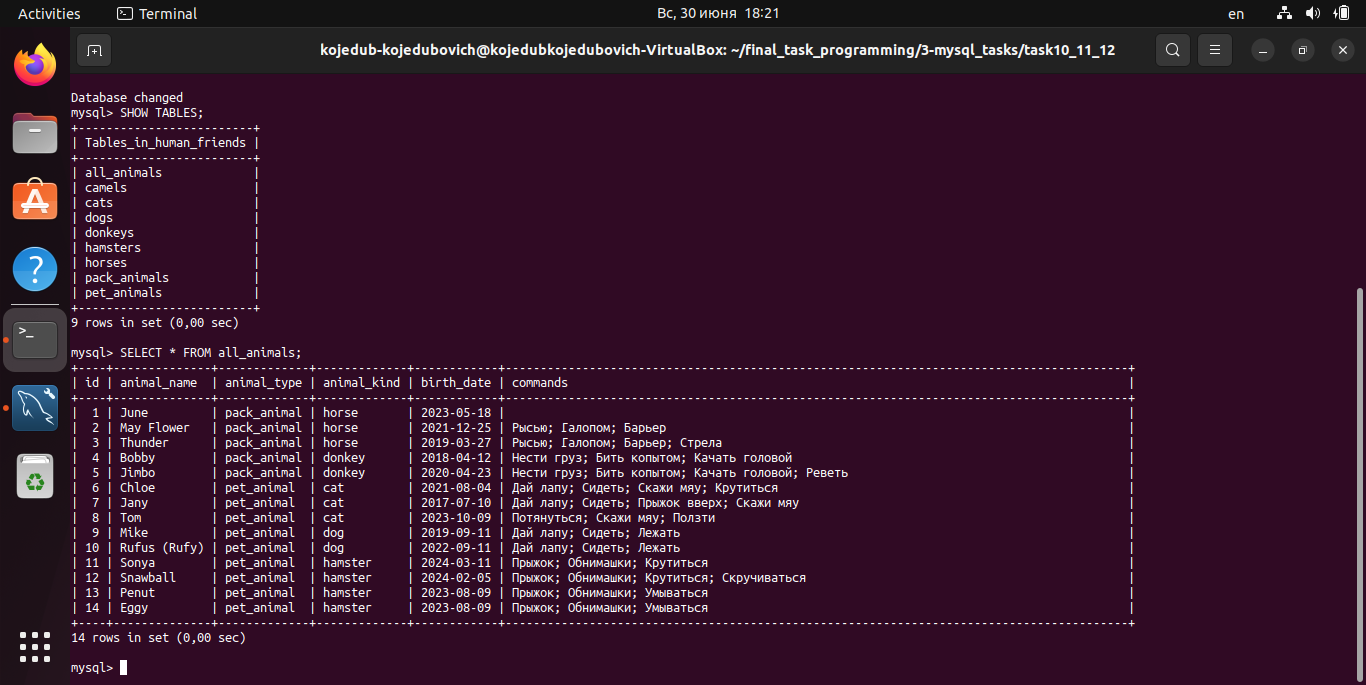 Activities Terminal Вс, 30 июня 18:21 en
kojedub-kojedubovich@kojedubkojedubovich-VirtualBox: ~/final_task_programming/3-mysql_tasks/task10_11_12
Database changed
mysql> SHOW TABLES;
+-------------------------+
| Tables_in_human_friends |
+-------------------------+
| all_animals             |
| camels                  |
| cats                    |
| dogs                    |
| donkeys                 |
| hamsters                |
| horses                  |
| pack_animals            |
| pet_animals             |
+-------------------------+
9 rows in set (0,00 sec)
mysql> SELECT * FROM all_animals;
+----+--------------+-------------+-------------+------------+-----------------------------------------------------------------------------------------+
| id | animal_name  | animal_type | animal_kind | birth_date | commands                                                                                |
+----+--------------+-------------+-------------+------------+-----------------------------------------------------------------------------------------+
|  1 | June         | pack_animal | horse       | 2023-05-18 |                                                                                         |
|  2 | May Flower   | pack_animal | horse       | 2021-12-25 | Рысью; Галопом; Барьер                                                                  |
|  3 | Thunder      | pack_animal | horse       | 2019-03-27 | Рысью; Галопом; Барьер; Стрела                                                          |
|  4 | Bobby        | pack_animal | donkey      | 2018-04-12 | Нести груз; Бить копытом; Качать головой                                                |
|  5 | Jimbo        | pack_animal | donkey      | 2020-04-23 | Нести груз; Бить копытом; Качать головой; Реветь                                        |
|  6 | Chloe        | pet_animal  | cat         | 2021-08-04 | Дай лапу; Сидеть; Скажи мяу; Крутиться                                                  |
|  7 | Jany         | pet_animal  | cat         | 2017-07-10 | Дай лапу; Сидеть; Прыжок вверх; Скажи мяу                                               |
|  8 | Tom          | pet_animal  | cat         | 2023-10-09 | Потянуться; Скажи мяу; Ползти                                                           |
|  9 | Mike         | pet_animal  | dog         | 2019-09-11 | Дай лапу; Сидеть; Лежать                                                                |
| 10 | Rufus (Rufy) | pet_animal  | dog         | 2022-09-11 | Дай лапу; Сидеть; Лежать                                                                |
| 11 | Sonya        | pet_animal  | hamster     | 2024-03-11 | Прыжок; Обнимашки; Крутиться                                                            |
| 12 | Snawball     | pet_animal  | hamster     | 2024-02-05 | Прыжок; Обнимашки; Крутиться; Скручиваться                                              |
| 13 | Penut        | pet_animal  | hamster     | 2023-08-09 | Прыжок; Обнимашки; Умываться                                                            |
| 14 | Eggy         | pet_animal  | hamster     | 2023-08-09 | Прыжок; Обнимашки; Умываться                                                            |
+----+--------------+-------------+-------------+------------+-----------------------------------------------------------------------------------------+
14 rows in set (0,00 sec)
mysql>